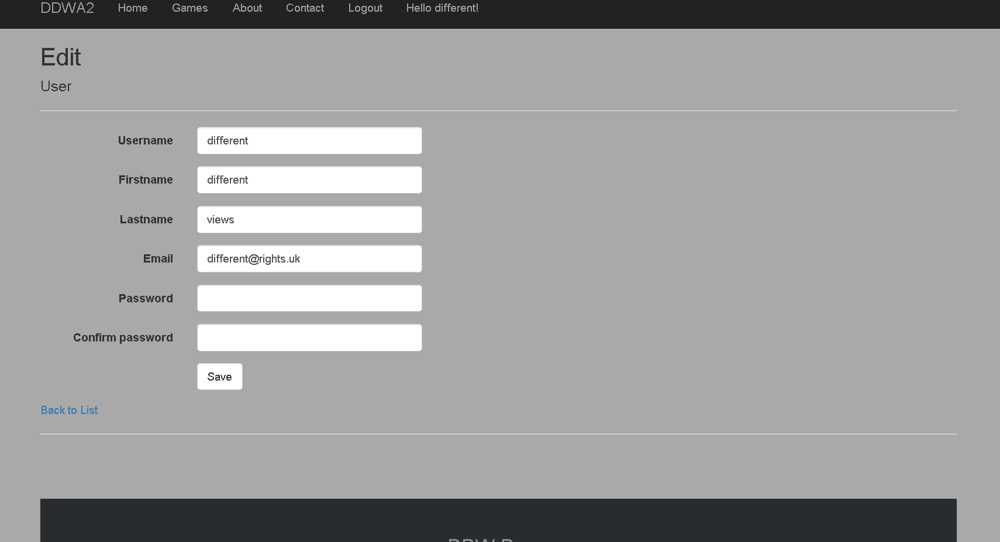 DDWA2 Home Games About Contact Logout Hello different!
Edit
User
Username different
Firstname different
Lastname views
Email different@rights.uk
Password
Confirm password
Save
Back to List